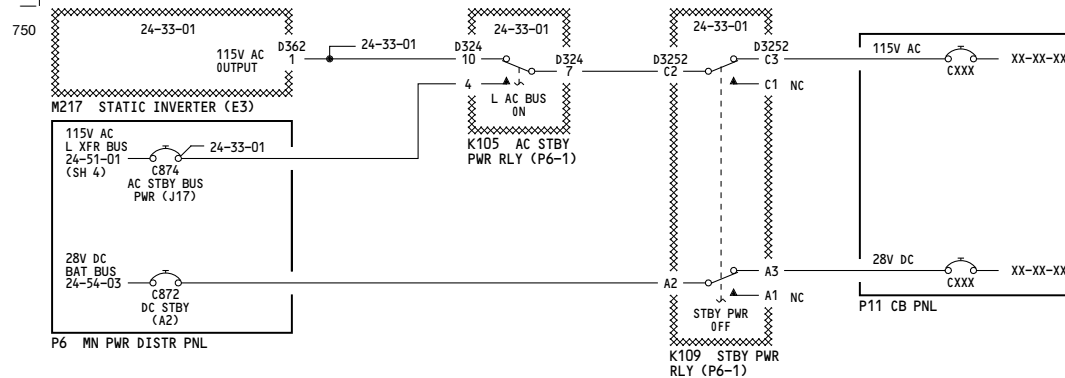 750
24-33-01
115V AC
OUTPUT
D362
1
24-33-01
M217 STATIC INVERTER (E3)
24-33-01
D324
10
D324
7
4
L AC BUS
ON
K105 AC STBY
PWR RLY (P6-1)
24-33-01
D3252
C2
D3252
C3
C1 NC
A2
A3
A1 NC
STBY PWR
OFF
K109 STBY PWR
RLY (P6-1)
115V AC
CXXX
XX-XX-XX
28V DC
CXXX
XX-XX-XX
P11 CB PNL
115V AC
L XFR BUS
24-51-01
(SH 4)
24-33-01
C874
AC STBY BUS
PWR (J17)
28V DC
BAT BUS
24-54-03
C872
DC STBY
(A2)
P6 MN PWR DISTR PNL